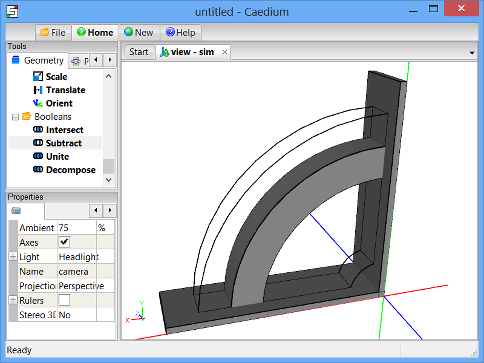 untitled - Caedium
File Home New Help
Tools
Geometry
Scale
Translate
Orient
Booleans
Intersect
Subtract
Unite
Decompose
Properties
Ambient 75 %
Axes
Light Headlight
Name camera
Projection Perspective
Rulers
Stereo 3D No
Start view - sim
Y
X Z
Ready